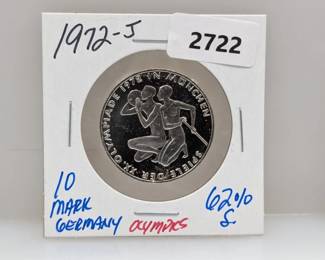 1972-J
2722
SPIELE DER XX. OLYMPIADE 1972 IN MÜNCHEN
10
MARK
GERMANY
OLYMPICS
62%
S